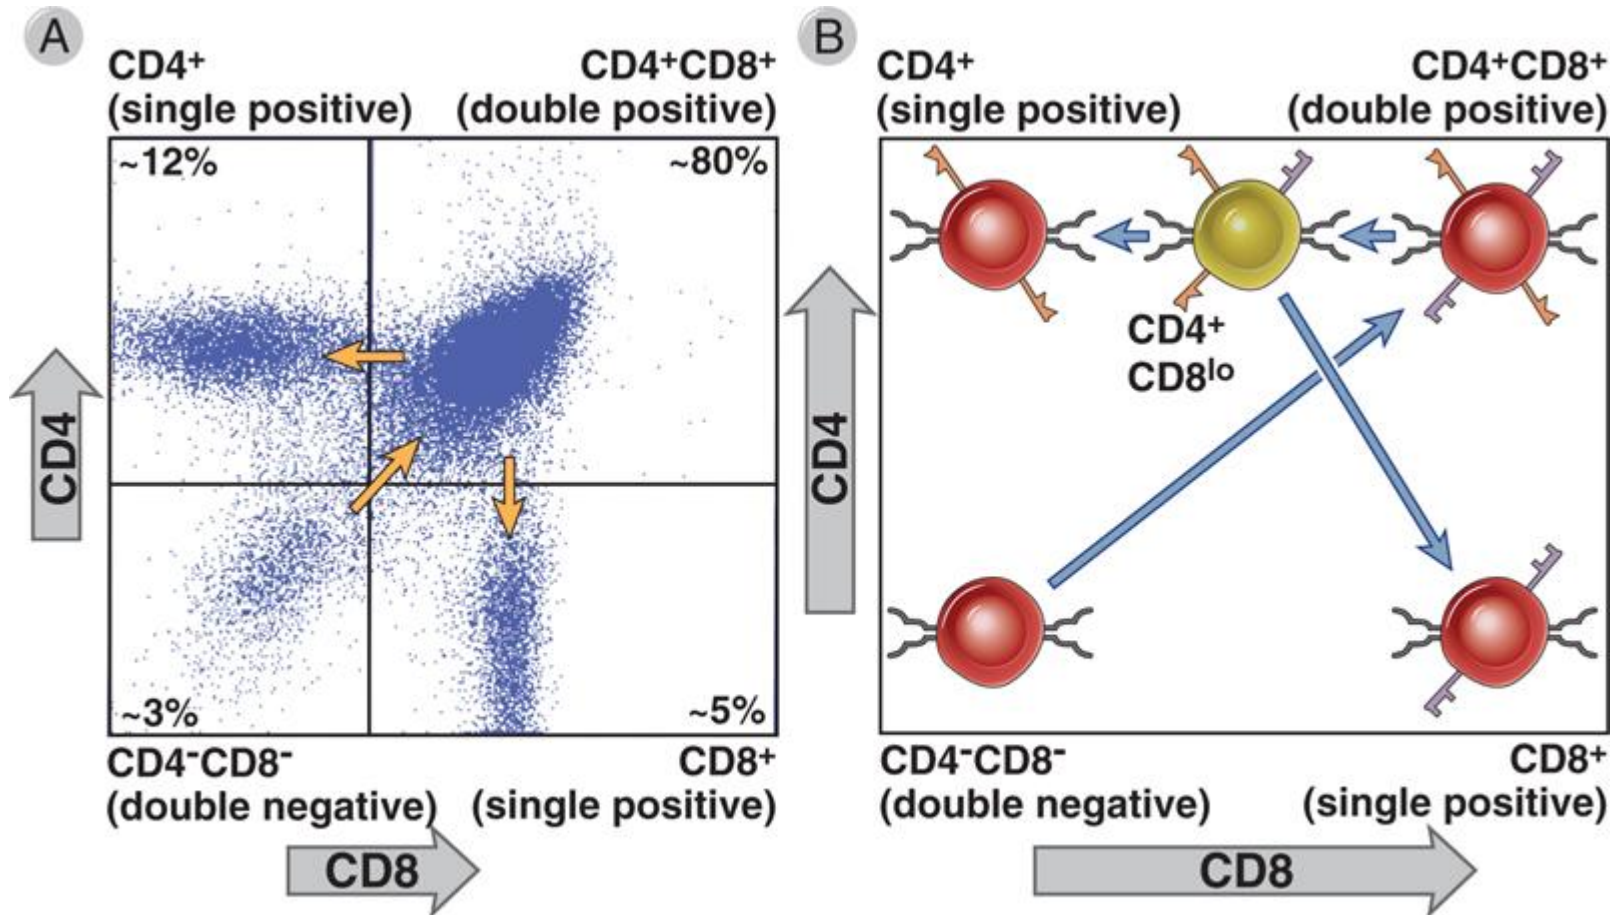 A
CD4⁺
(single positive)
CD4⁺CD8⁺
(double positive)
~12%
~80%
CD4
~3%
~5%
CD4⁻CD8⁻
(double negative)
CD8⁺
(single positive)
CD8
B
CD4⁺
(single positive)
CD4⁺CD8⁺
(double positive)
CD4⁺
CD8ˡᵒ
CD4
CD4⁻CD8⁻
(double negative)
CD8⁺
(single positive)
CD8